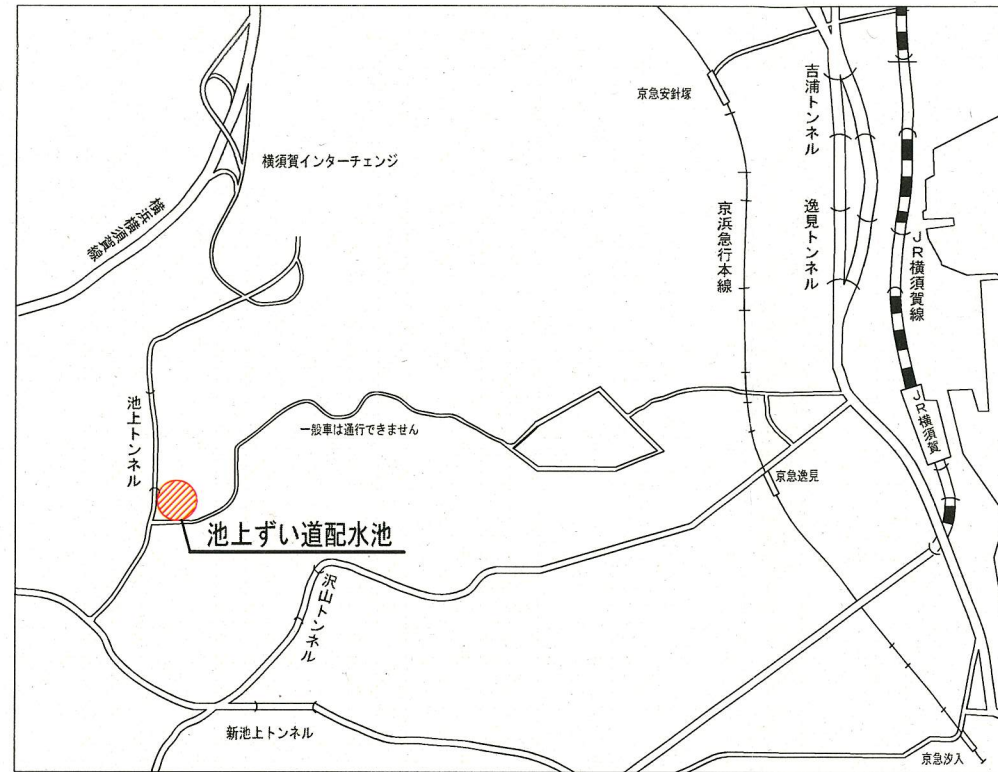 京急安針塚
吉浦トンネル
横須賀インターチェンジ
横浜横須賀線
京浜急行本線
逸見トンネル
JR横須賀線
池上トンネル
一般車は通行できません
JR横須賀
京急逸見
池上ずい道配水池
沢山トンネル
新池上トンネル
京急汐入